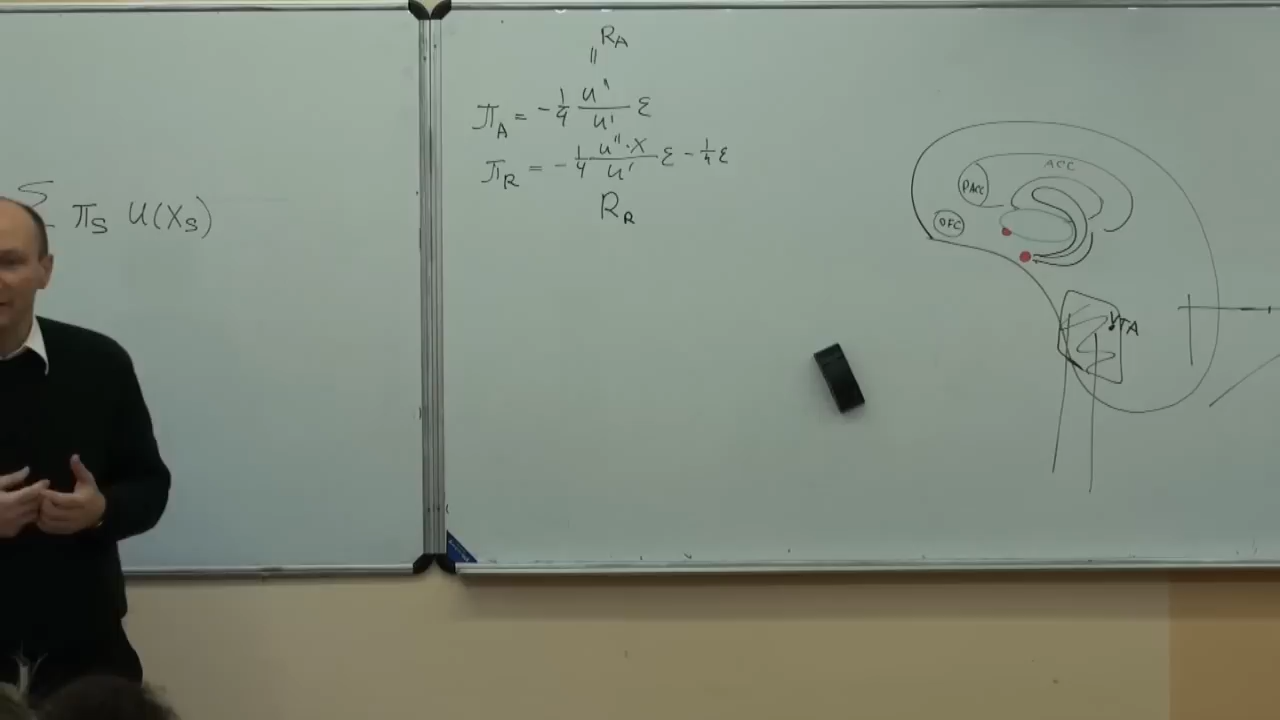 Σ π_S U(X_S)
R_A
"
π_A = -1/4 u''/u' ε
π_R = -1/4 u''·x/u' ε - 1/4 ε
R_R
ACC
PACC
OFC
VTA